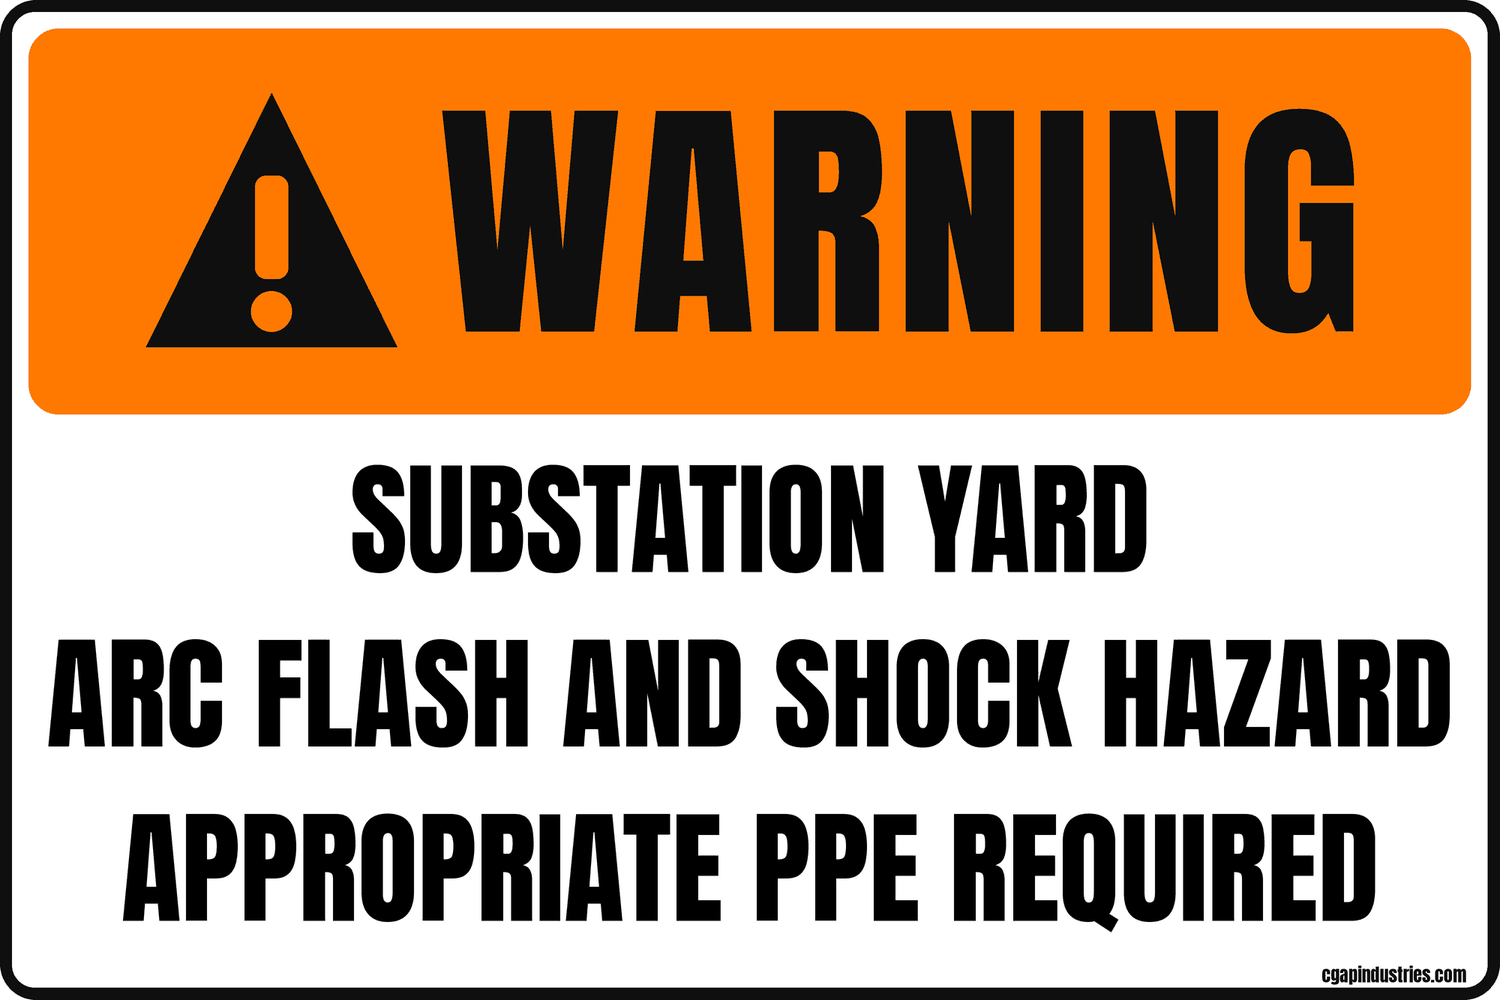 WARNING
SUBSTATION YARD
ARC FLASH AND SHOCK HAZARD
APPROPRIATE PPE REQUIRED
cgapindustries.com